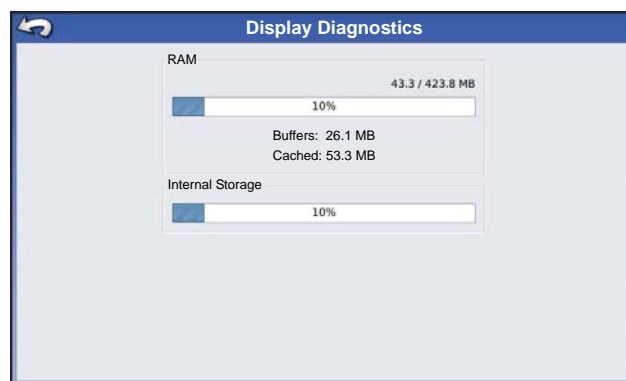 Display Diagnostics
RAM
43.3 / 423.8 MB
10%
Buffers: 26.1 MB
Cached: 53.3 MB
Internal Storage
10%